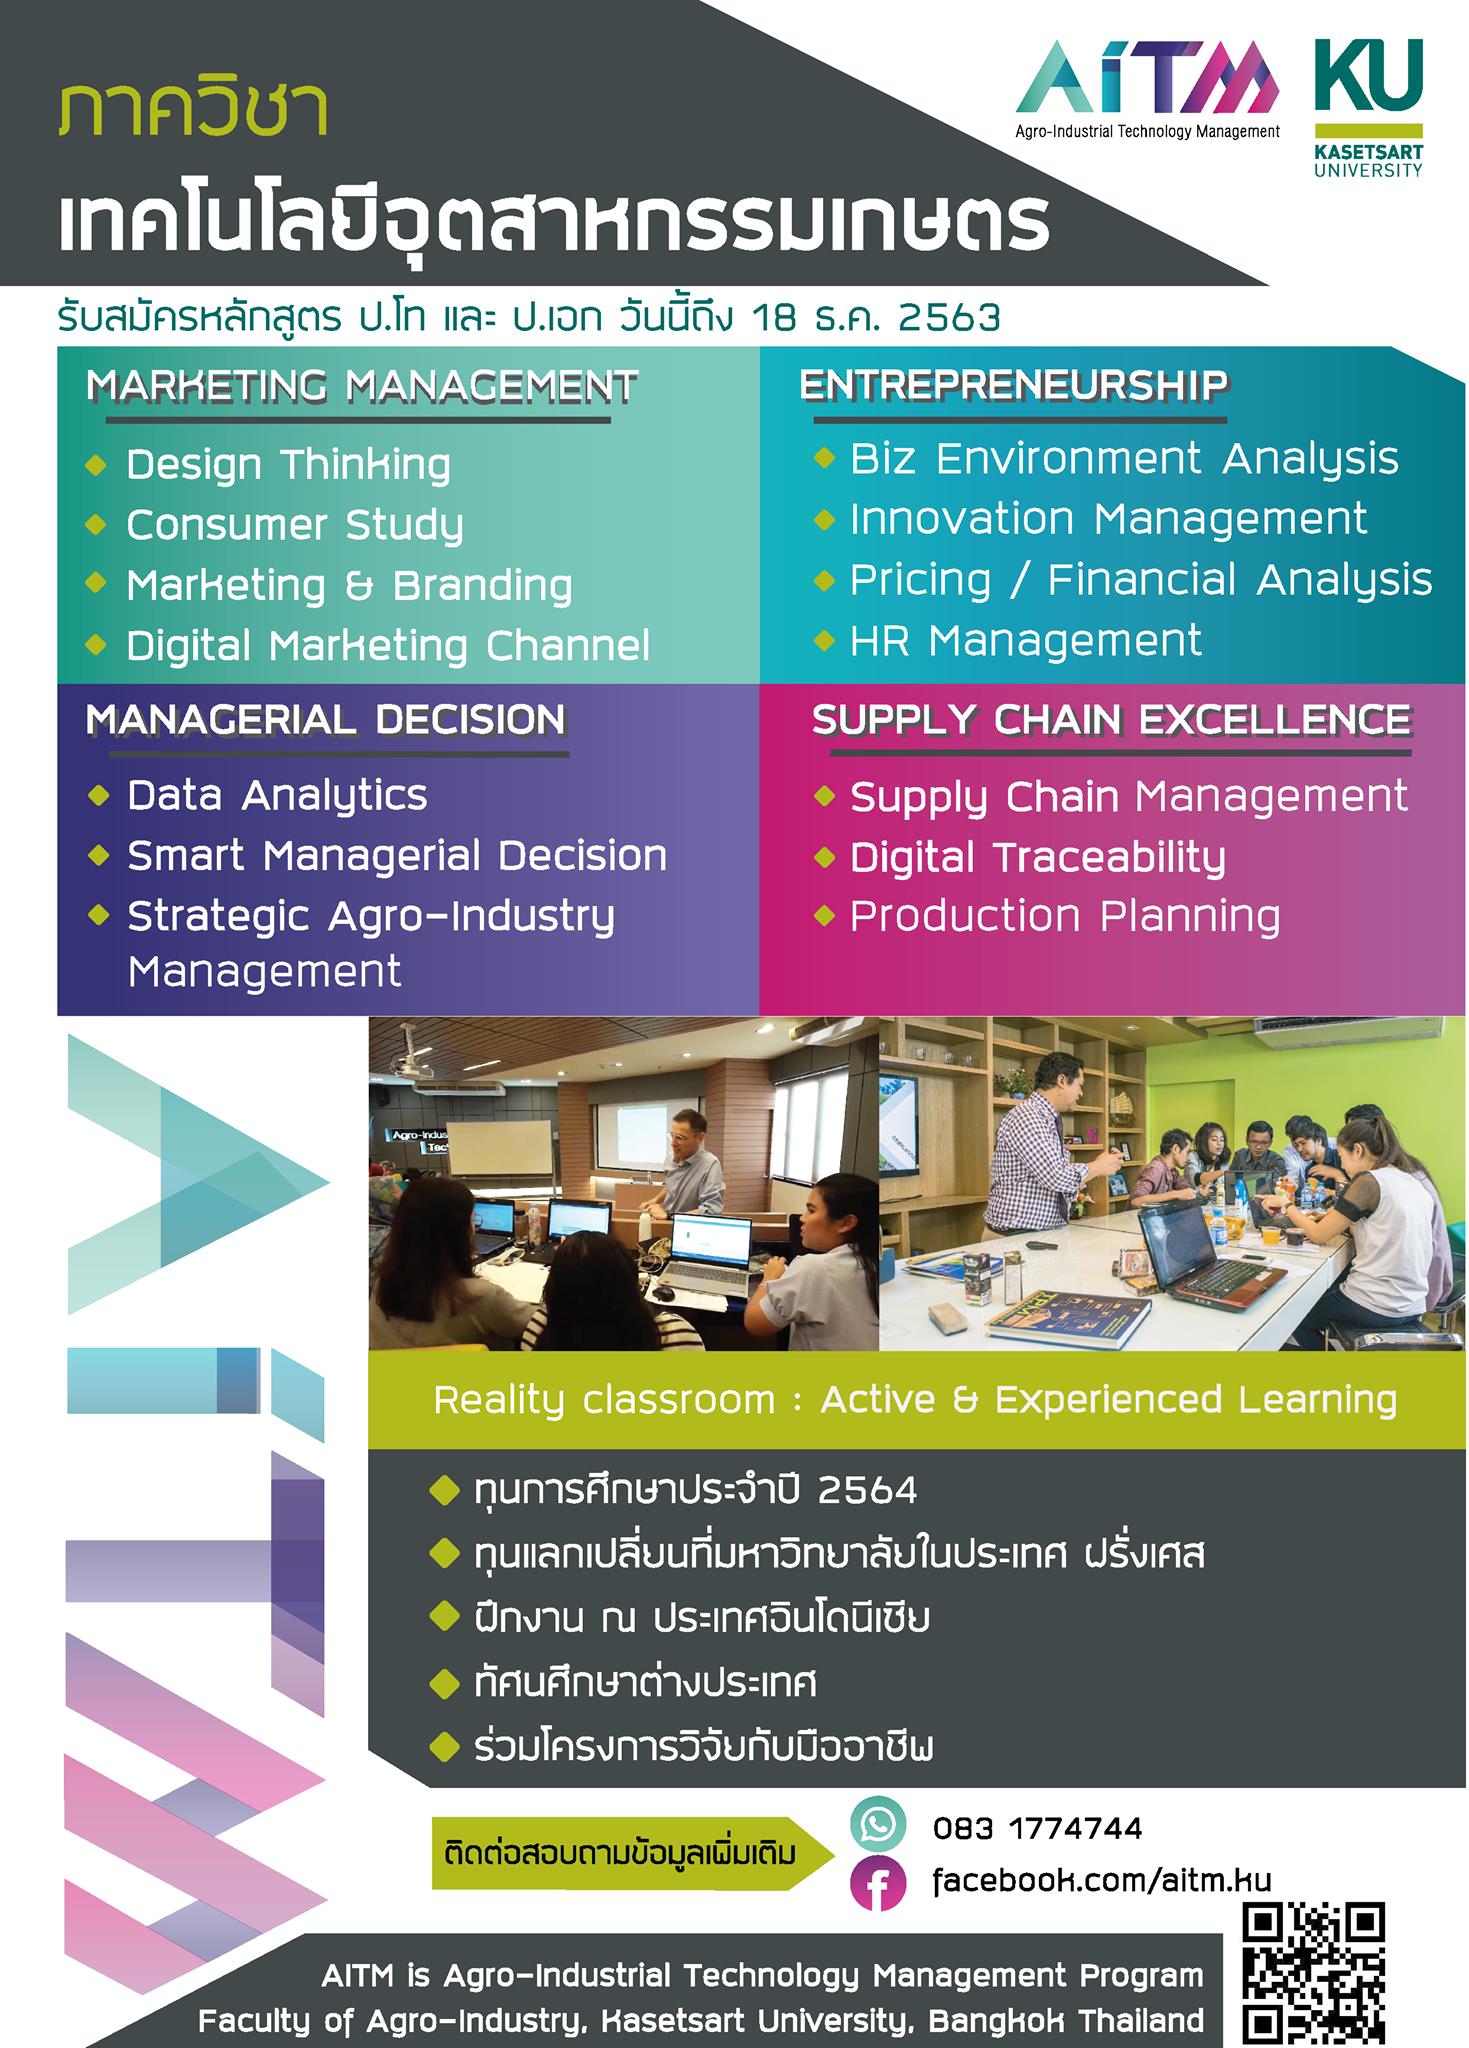 ภาควิชา
เทคโนโลยีอุตสาหกรรมเกษตร
AiTM
Agro-Industrial Technology Management
KU
KASETSART
UNIVERSITY
รับสมัครหลักสูตร ป.โท และ ป.เอก วันนี้ถึง 18 ธ.ค. 2563
MARKETING MANAGEMENT
Design Thinking
Consumer Study
Marketing & Branding
Digital Marketing Channel
ENTREPRENEURSHIP
Biz Environment Analysis
Innovation Management
Pricing / Financial Analysis
HR Management
MANAGERIAL DECISION
Data Analytics
Smart Managerial Decision
Strategic Agro-Industry
Management
SUPPLY CHAIN EXCELLENCE
Supply Chain Management
Digital Traceability
Production Planning
AiTM
Agro-Indus
Tec
Reality classroom : Active & Experienced Learning
ทุนการศึกษาประจำปี 2564
ทุนแลกเปลี่ยนที่มหาวิทยาลัยในประเทศ ฝรั่งเศส
ฝึกงาน ณ ประเทศอินโดนีเซีย
ทัศนศึกษาต่างประเทศ
ร่วมโครงการวิจัยกับมืออาชีพ
ติดต่อสอบถามข้อมูลเพิ่มเติม
083 1774744
facebook.com/aitm.ku
AITM is Agro-Industrial Technology Management Program
Faculty of Agro-Industry, Kasetsart University, Bangkok Thailand